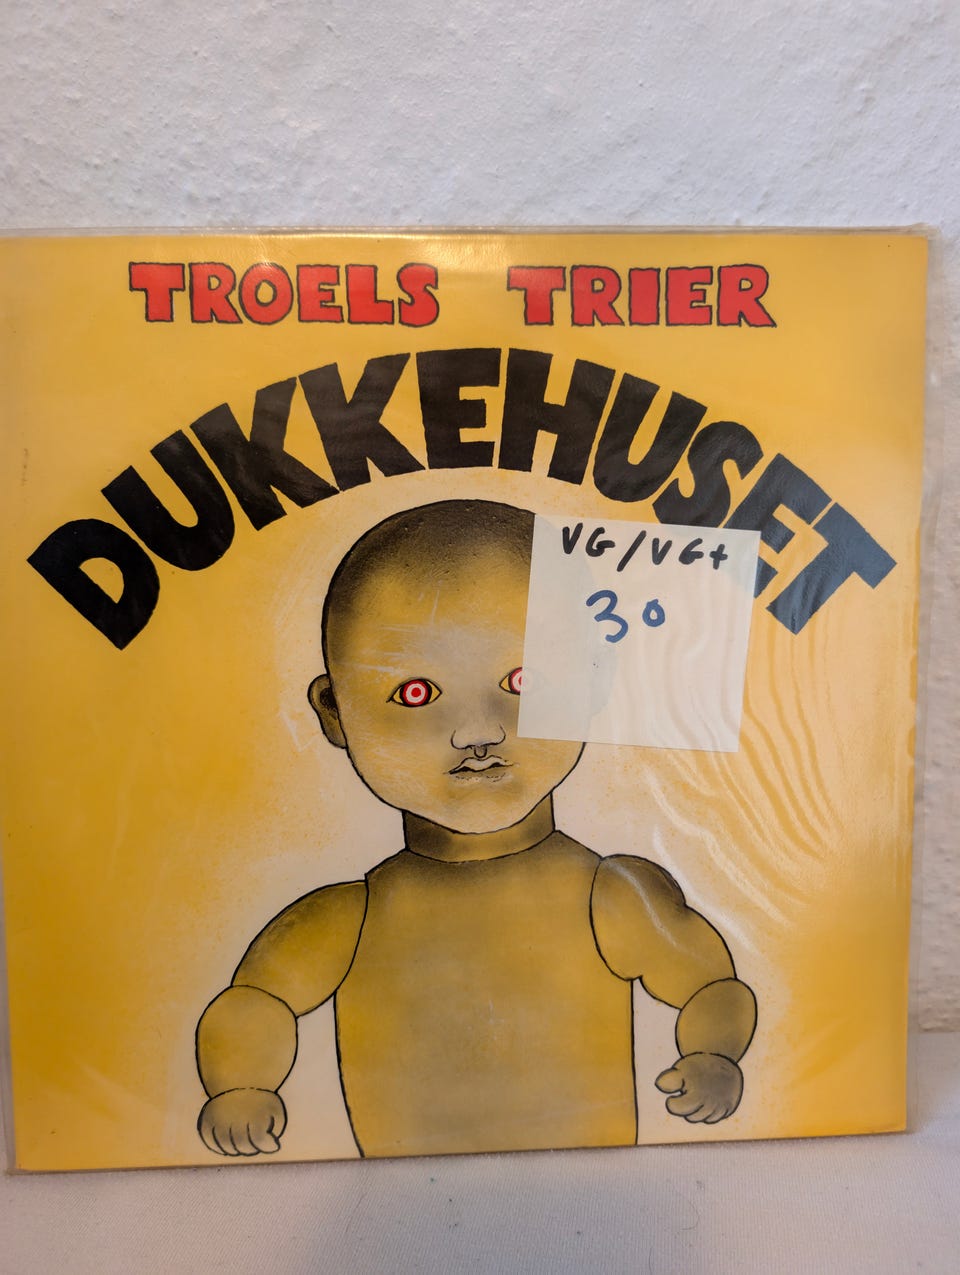 TROELS TRIER
DUKKEHUSET
VG/VG+
30